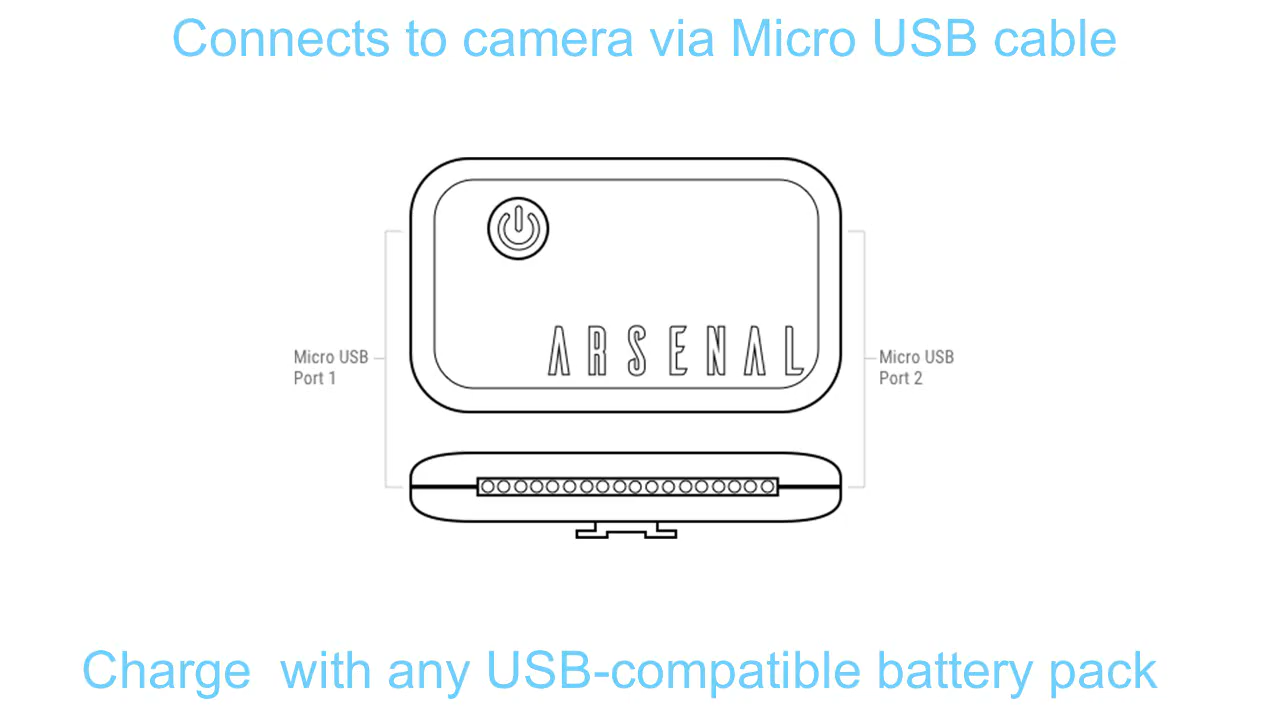 Connects to camera via Micro USB cable
ARSENAL
Micro USB
Port 1
Micro USB
Port 2
Charge  with any USB-compatible battery pack